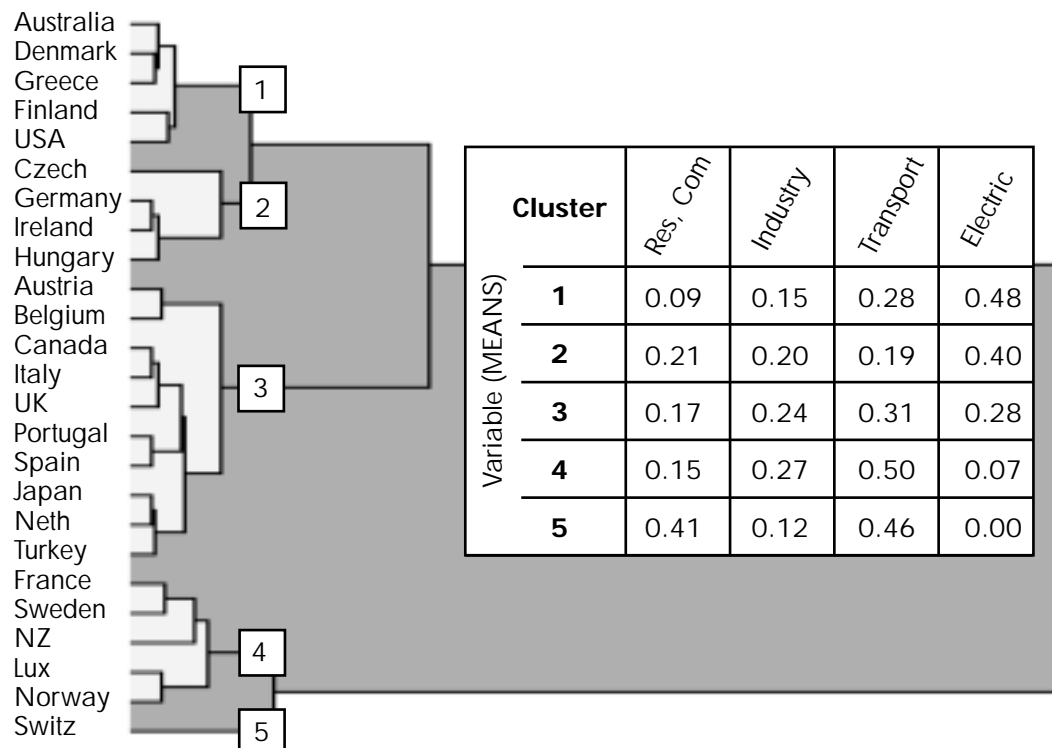 Australia
Denmark
Greece
Finland
USA
Czech
Germany
Ireland
Hungary
Austria
Belgium
Canada
Italy
UK
Portugal
Spain
Japan
Neth
Turkey
France
Sweden
NZ
Lux
Norway
Switz
1
2
3
4
5
Cluster Res, Com Industry Transport Electric
Variable (MEANS)
1 0.09 0.15 0.28 0.48
2 0.21 0.20 0.19 0.40
3 0.17 0.24 0.31 0.28
4 0.15 0.27 0.50 0.07
5 0.41 0.12 0.46 0.00